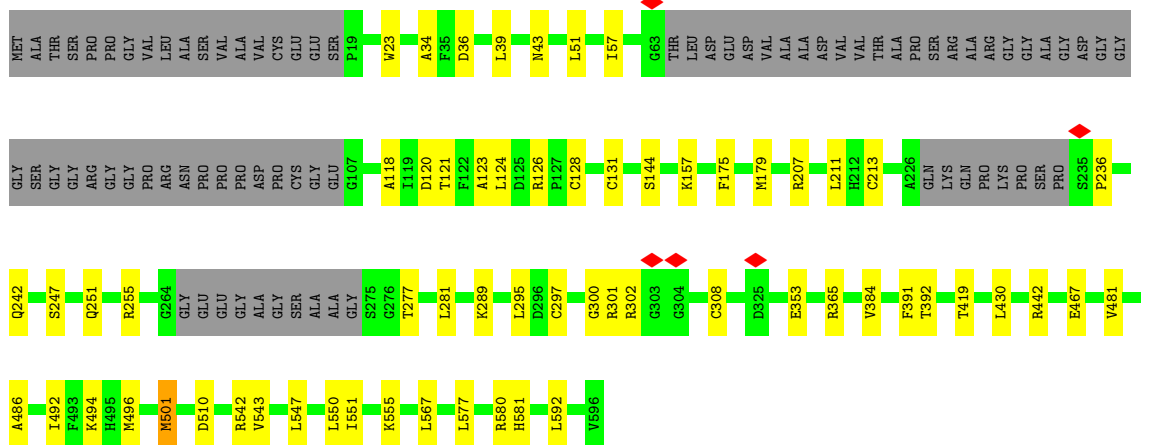 MET ALA THR SER PRO PRO GLY VAL LEU ALA SER VAL ALA VAL CYS GLU GLU SER P19 W23 A34 F35 D36 L39 N43 L51 I57 G63 THR LEU ASP GLU ASP VAL ALA ALA ASP VAL VAL THR ALA PRO SER ARG ALA ARG GLY GLY ALA GLY ASP GLY GLY
GLY SER GLY GLY ARG GLY GLY PRO ARG ASN PRO PRO PRO ASP PRO CYS GLY GLU G107 A118 I119 D120 T121 F122 A123 L124 D125 R126 P127 C128 C131 S144 K157 F175 M179 R207 L211 H212 C213 A226 GLN LYS GLN PRO LYS PRO SER PRO S235 P236
Q242 S247 Q251 R255 G264 GLY GLU GLU GLY ALA GLY SER ALA ALA GLY S275 G276 T277 L281 K289 L295 D296 C297 G300 R301 R302 G303 G304 C308 D325 E353 R365 V384 F391 T392 T419 L430 R442 E467 V481
A486 I492 F493 K494 H495 M496 M501 D510 R542 V543 L547 L550 I551 K555 L567 L577 R580 H581 L592 V596